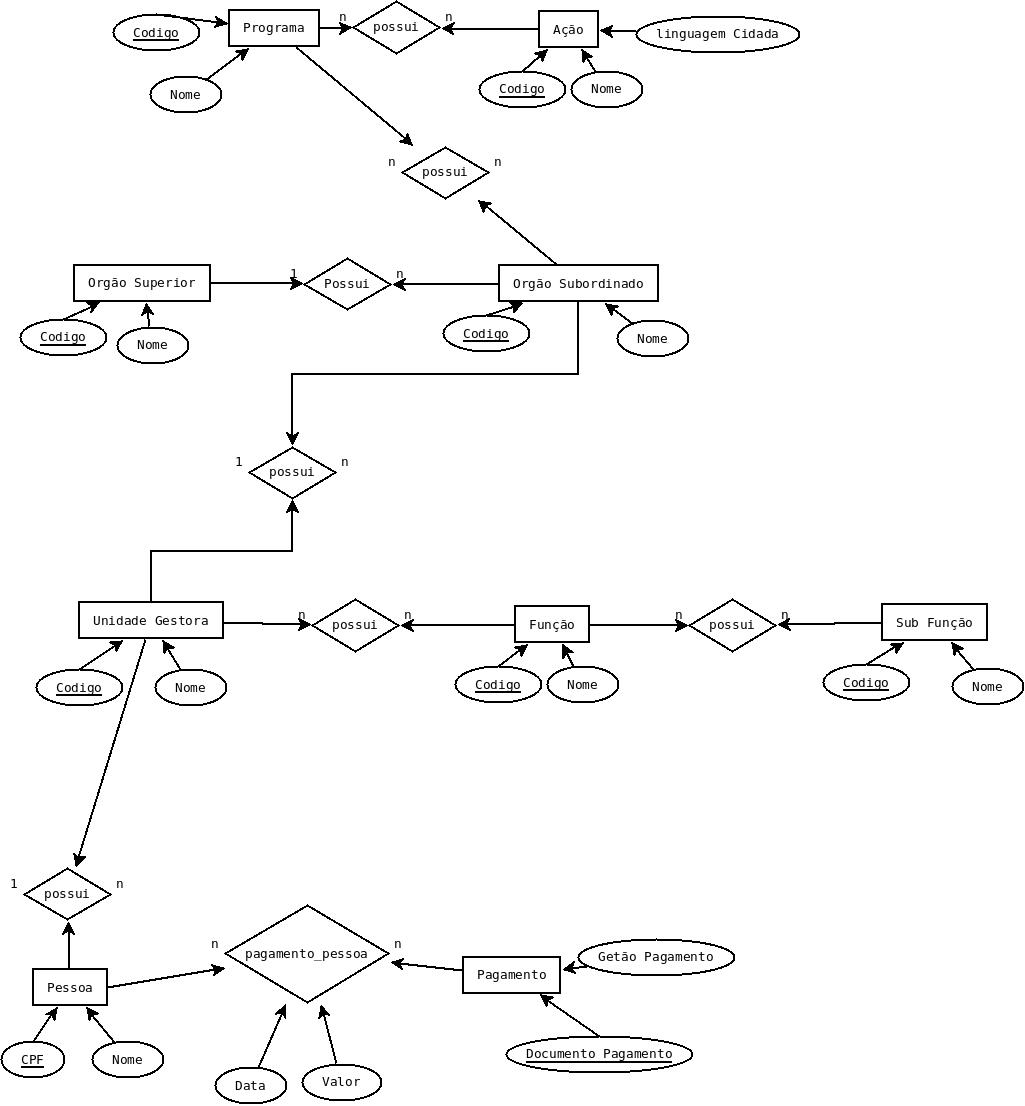 Codigo
Programa
n
possui
n
Ação
linguagem Cidada
Nome
Codigo
Nome
n
possui
n
Orgão Superior
1
Possui
n
Orgão Subordinado
Codigo
Nome
Codigo
Nome
1
possui
n
Unidade Gestora
n
possui
n
Função
n
possui
n
Sub Função
Codigo
Nome
Codigo
Nome
Codigo
Nome
1
possui
n
n
pagamento_pessoa
n
Getão Pagamento
Pessoa
Pagamento
CPF
Nome
Documento Pagamento
Data
Valor